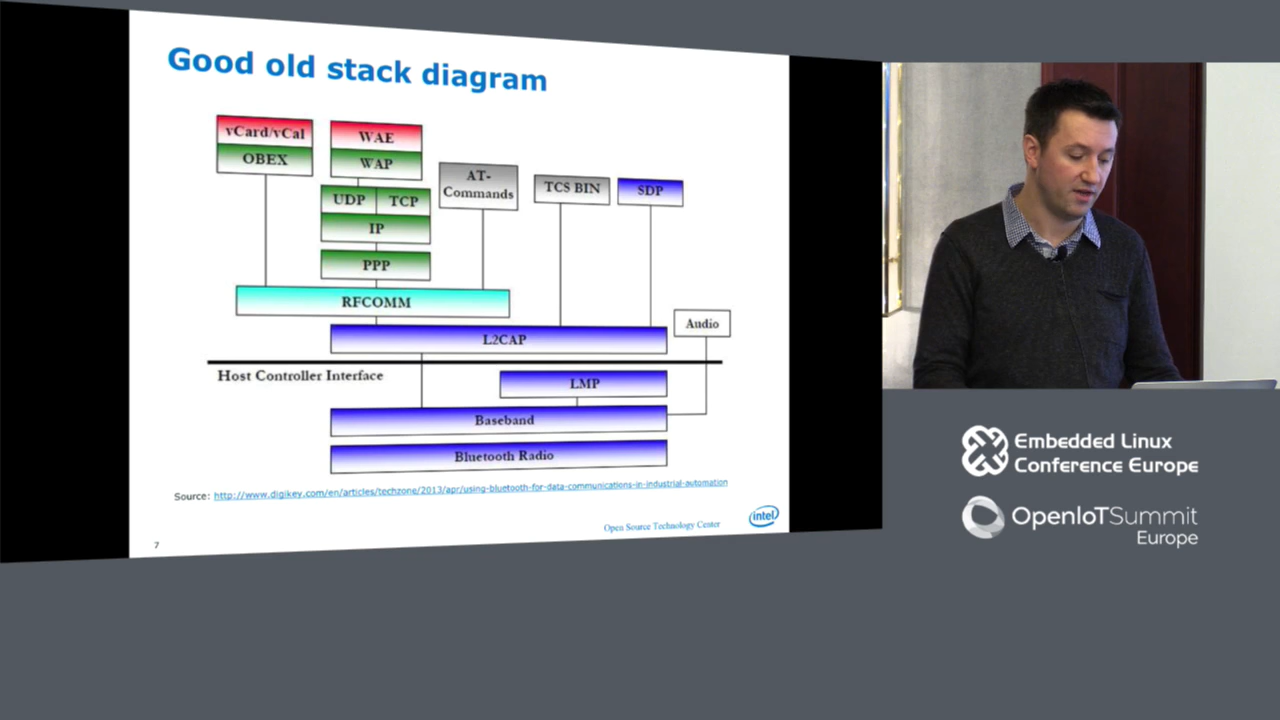 Good old stack diagram
vCard/vCal
OBEX
WAE
WAP
UDP
TCP
IP
PPP
AT-
Commands
TCS BIN
SDP
RFCOMM
L2CAP
Audio
Host Controller Interface
LMP
Baseband
Bluetooth Radio
Source: http://www.digikey.com/en/articles/techzone/2013/apr/using-bluetooth-for-data-communications-in-industrial-automation
Open Source Technology Center
intel
7
Embedded Linux
Conference Europe
OpenIoTSummit
Europe